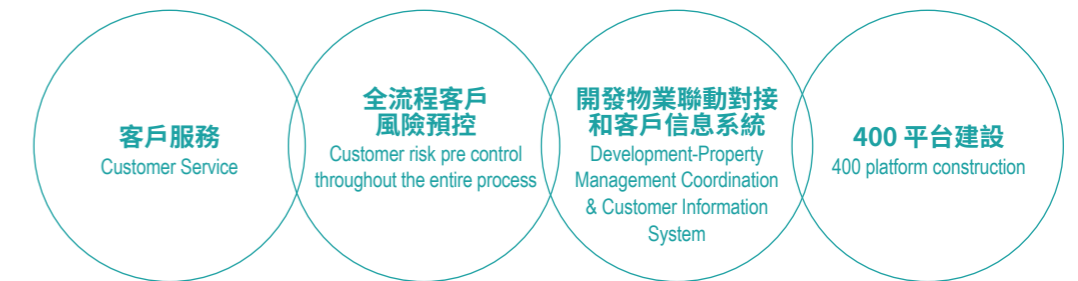 客戶服務
Customer Service
全流程客戶
風險預控
Customer risk pre control
throughout the entire process
開發物業聯動對接
和客戶信息系統
Development-Property
Management Coordination
& Customer Information
System
400 平台建設
400 platform construction